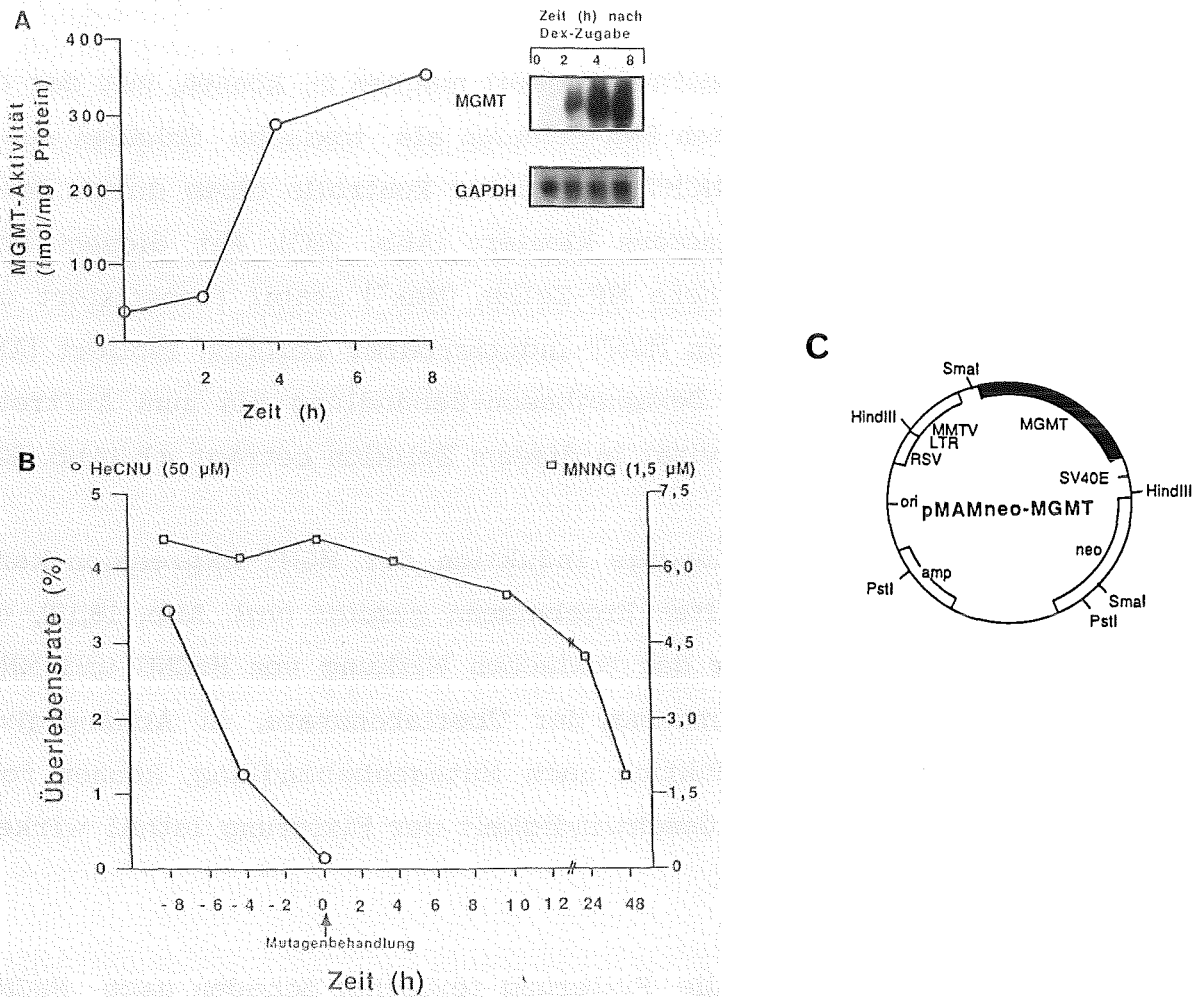 A
MGMT-Aktivität
(fmol/mg Protein)
400
300
200
100
0
2
4
6
8
Zeit (h)
Zeit (h) nach
Dex-Zugabe
0 2 4 8
MGMT
GAPDH
B
HeCNU (50 µM)
MNNG (1,5 µM)
Überlebensrate (%)
5
4
3
2
1
0
7,5
6,0
4,5
3,0
1,5
0
-8 -6 -4 -2 0 2 4 6 8 10 12 24 48
Mutagenbehandlung
Zeit (h)
C
SmaI
HindIII
MMTV
LTR
RSV
MGMT
SV40E
HindIII
ori
pMAMneo-MGMT
neo
amp
PstI
SmaI
PstI